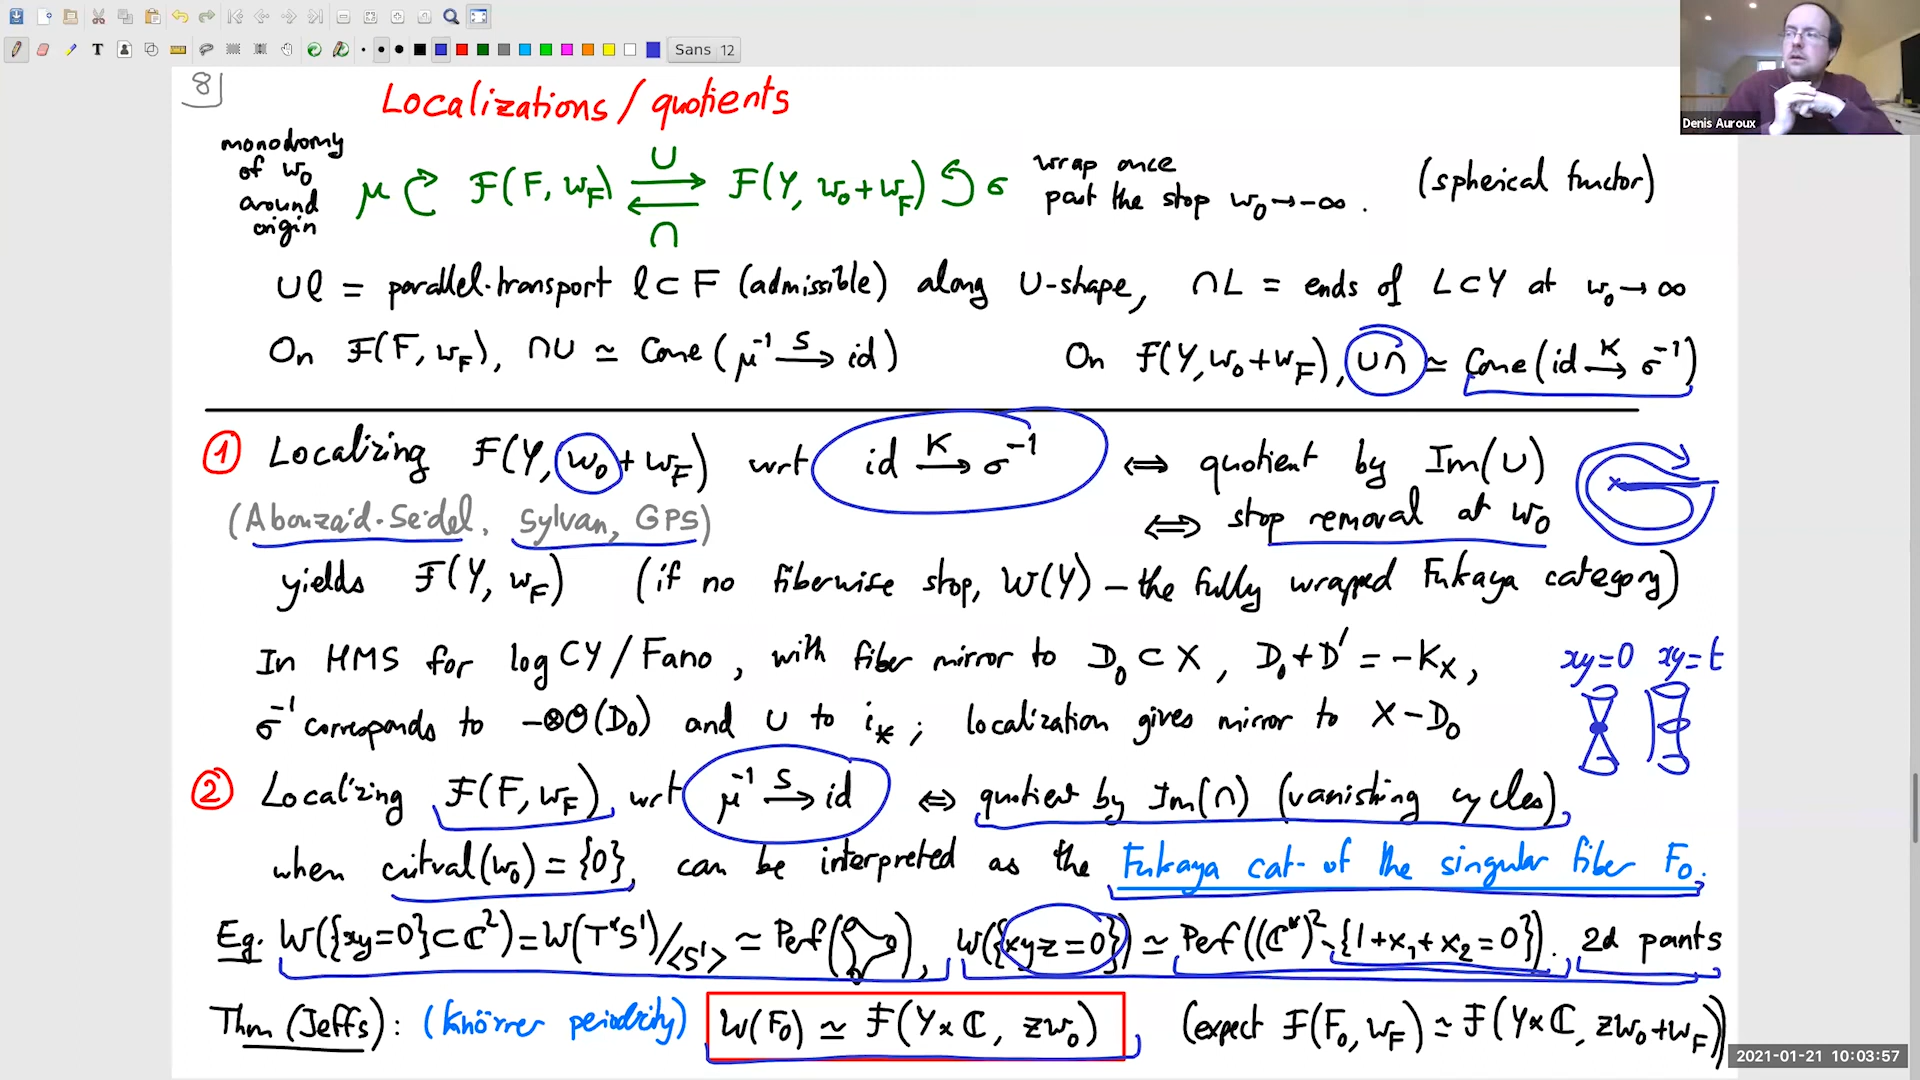 T
Sans 12
Denis Auroux
8
Localizations / quotients
monodromy of w₀ around origin
μ ↻ F(F, w_F) ⇄ F(Y, w₀+w_F) ↺ σ
∪
∩
wrap once past the stop w₀→-∞.
(spherical functor)
∪ℓ = parallel-transport ℓ⊂F (admissible) along U-shape, ∩L = ends of L⊂Y at w₀→∞
On F(F, w_F), ∩∪ ≃ Cone(μ⁻¹ →ˢ id)
On F(Y, w₀+w_F), ∪∩ ≃ Cone(id →ᴷ σ⁻¹)
① Localizing F(Y, w₀+w_F) wrt id →ᴷ σ⁻¹ ⇔ quotient by Im(∪)
(Abouzaid-Seidel, Sylvan, GPS) ⇔ stop removal at w₀
yields F(Y, w_F) (if no fiberwise stop, W(Y) – the fully wrapped Fukaya category)
In HMS for log CY / Fano, with fiber mirror to D₀⊂X, D₀+D' = -K_X,
σ⁻¹ corresponds to -⊗O(D₀) and ∪ to i_*; localization gives mirror to X-D₀
xy=0 xy=t
② Localizing F(F, w_F) wrt μ⁻¹ →ˢ id ⇔ quotient by Im(∩) (vanishing cycles)
when critval(w₀) = {0}, can be interpreted as the Fukaya cat. of the singular fiber F₀.
Eg. W({xy=0}⊂ℂ²) = W(T*S¹)/<S¹> ≃ Perf( ), W({xyz=0}) ≃ Perf((ℂ*)²-{1+x₁+x₂=0}). 2d pants
Thm (Jeffs): (Knörrer periodicity) W(F₀) ≃ F(Y×ℂ, zw₀) (expect F(F₀, w_F) ≃ F(Y×ℂ, zw₀+w_F))
2021-01-21 10:03:57